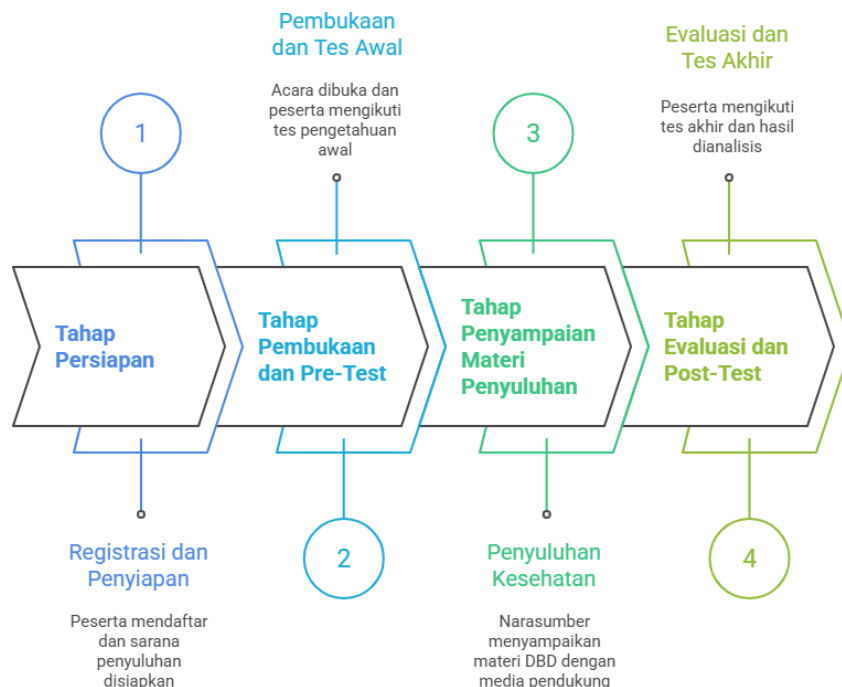 Pembukaan
dan Tes Awal
Acara dibuka dan
peserta mengikuti
tes pengetahuan
awal
Evaluasi dan
Tes Akhir
Peserta mengikuti
tes akhir dan hasil
dianalisis
1
3
Tahap
Persiapan
Tahap
Pembukaan
dan Pre-Test
Tahap
Penyampaian
Materi
Penyuluhan
Tahap
Evaluasi dan
Post-Test
2
4
Registrasi dan
Penyiapan
Peserta mendaftar
dan sarana
penyuluhan
disiapkan
Penyuluhan
Kesehatan
Narasumber
menyampaikan
materi DBD dengan
media pendukung